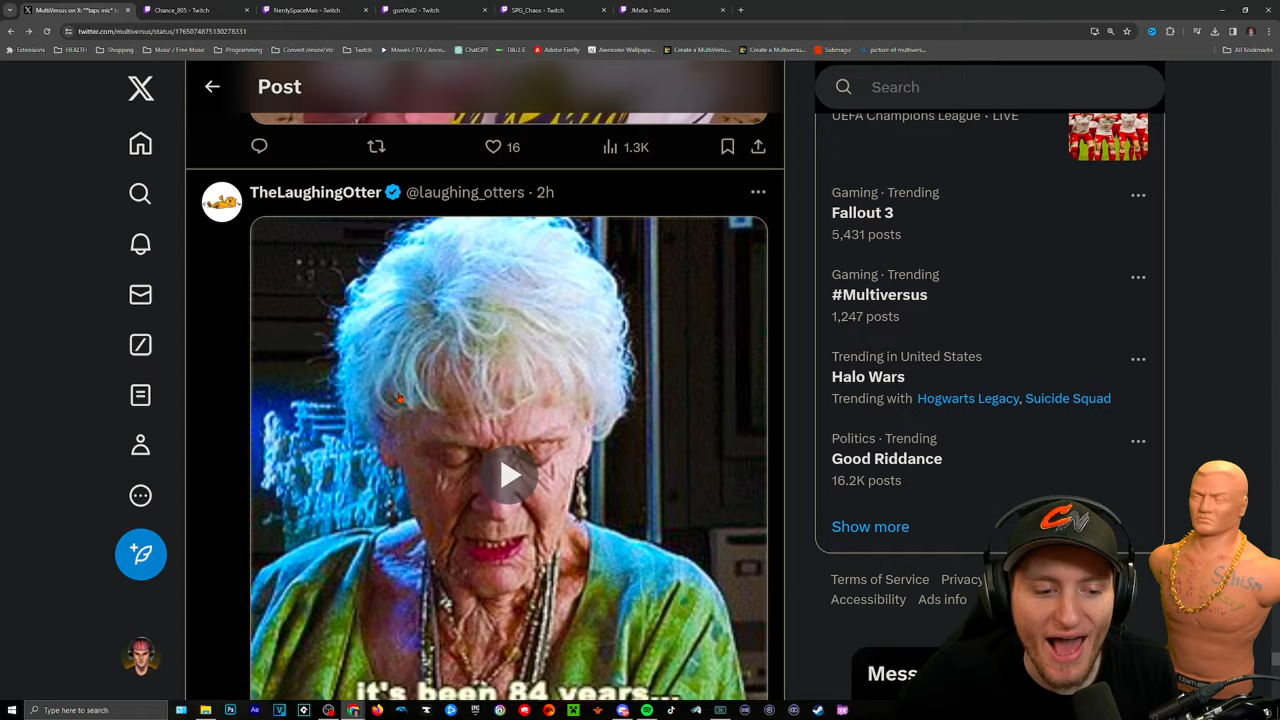 MultiVersus on X: "*taps mic*
Chance_805 - Twitch
NerdySpaceMan - Twitch
gsmVoiD - Twitch
SPG_Chaos - Twitch
JMafia - Twitch
twitter.com/multiversus/status/1765074875130278331
Extensions
HEALTH
Shopping
Music / Free Music
Programming
Convert /resize/etc
Twitch
Movies / TV / Anim...
ChatGPT
DALL·E
Adobe Firefly
Awesome Wallpape...
Create a MultiVersu...
Create a Multivers...
Submagic
picture of multivers...
All Bookmarks
Post
Search
UEFA Champions League · LIVE
16
1.3K
TheLaughingOtter @laughing_otters · 2h
Gaming · Trending
Fallout 3
5,431 posts
Gaming · Trending
#Multiversus
1,247 posts
Trending in United States
Halo Wars
Trending with Hogwarts Legacy, Suicide Squad
Politics · Trending
Good Riddance
16.2K posts
Show more
Terms of Service Privacy
Accessibility Ads info
Mess
it's been 84 years...
Type here to search